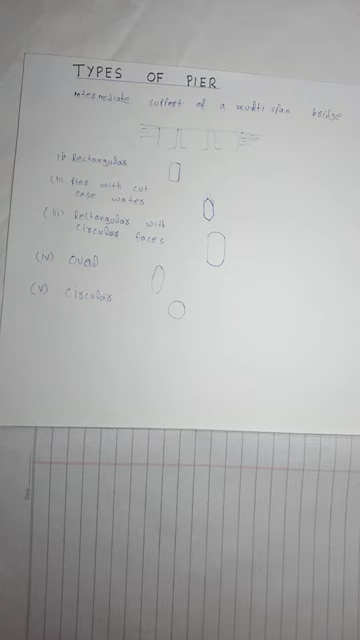 TYPES OF PIER
ntermediate support of a multi span bridge
(i) Rectangular
(ii) Pier with cut
ease water
(iii) Rectangular with
circular faces
(iv) Oval
(v) Circular